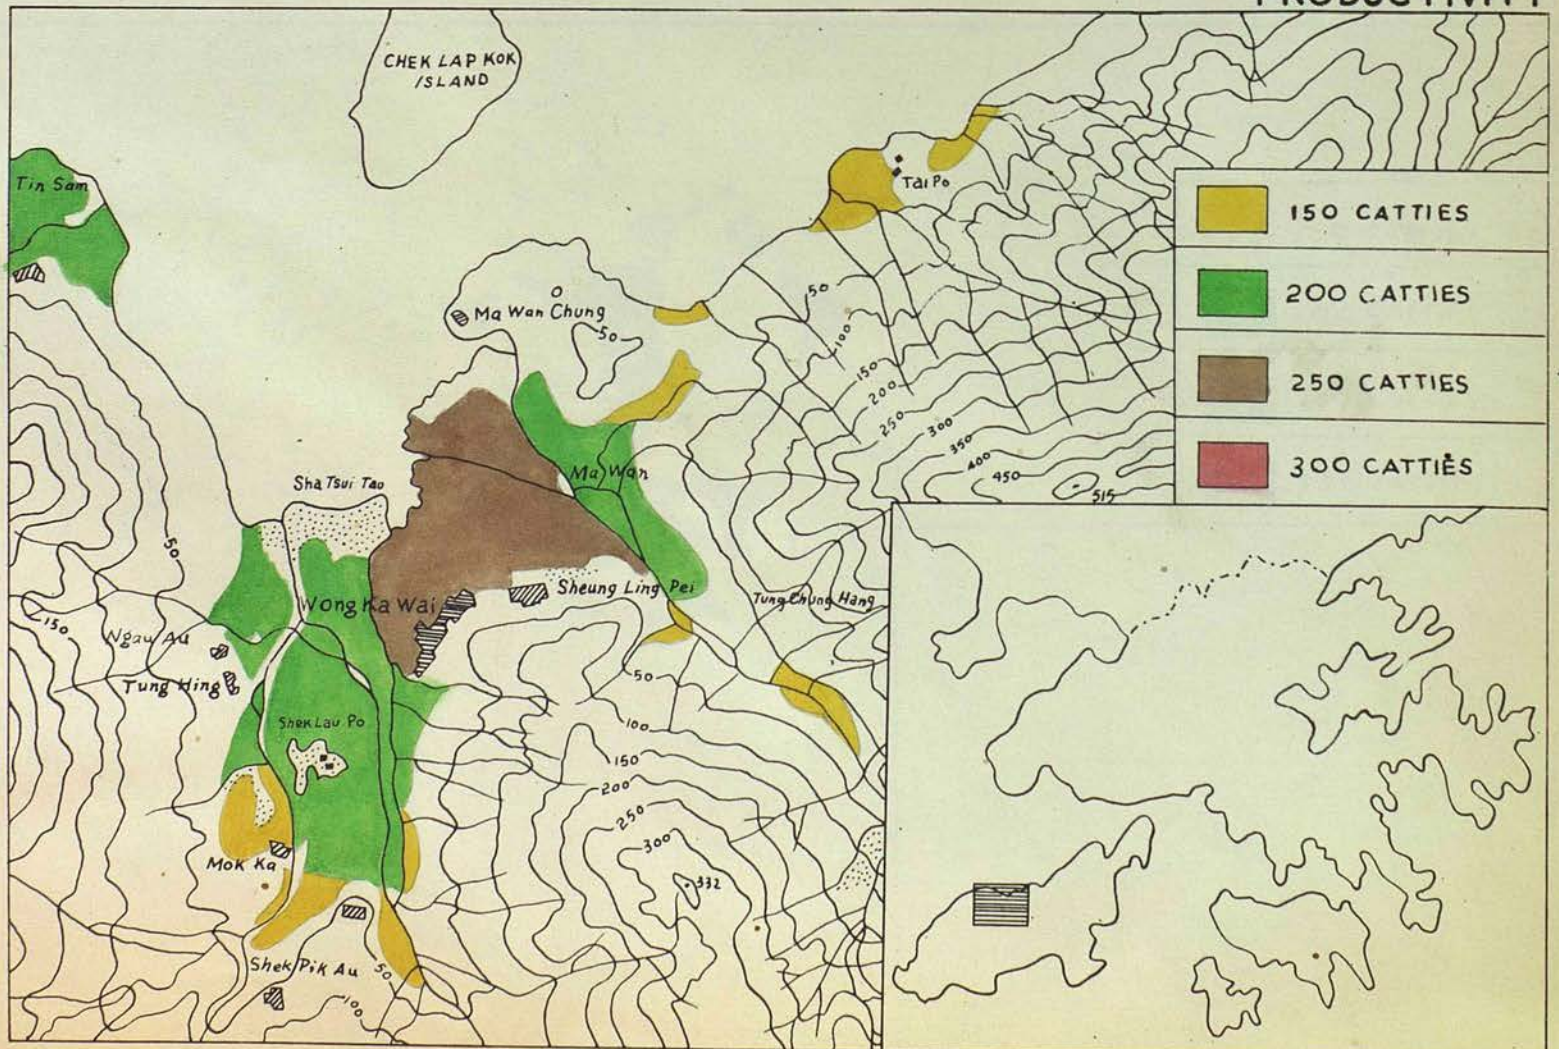 PRODUCTIVITY
CHEK LAP KOK
ISLAND
Tin Sam
Tai Po
150 CATTIES
200 CATTIES
250 CATTIES
300 CATTIES
Ma Wan Chung
50
50
100
150
200
250
300
350
400
450
515
Ma Wan
Sha Tsui Tao
50
150
Wong Ka Wai
Sheung Ling Pei
Tung Chung Hang
Ngau Au
Tung Hing
Shek Lau Po
50
100
150
200
250
300
332
Mok Ka
Shek Pik Au
50
100